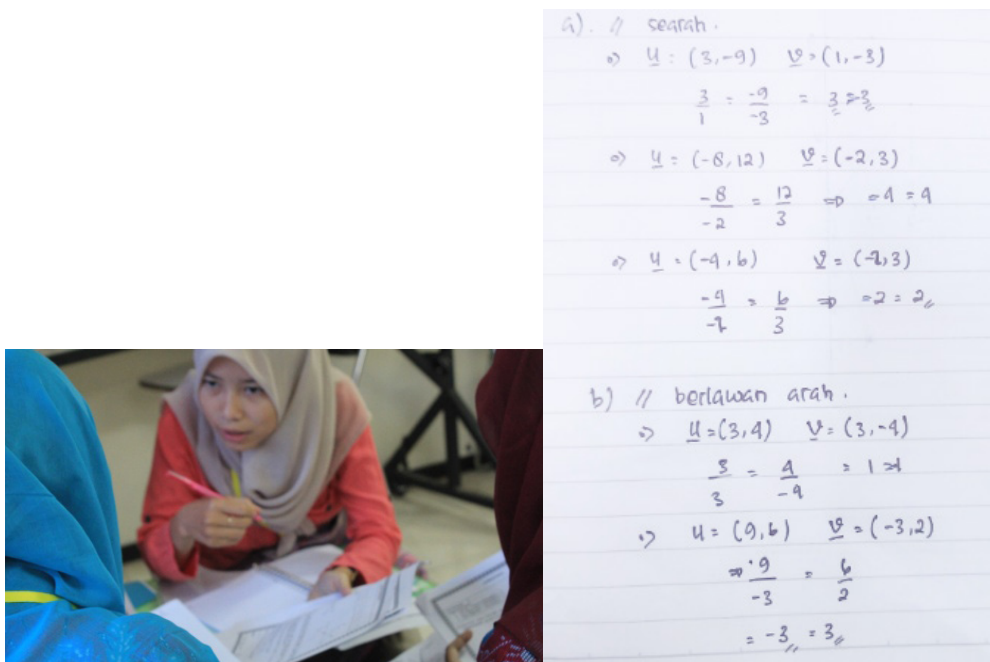 a). // searah.
•) u = (3,-9) v = (1,-3)
3/1 = -9/-3 = 3 = 3
•) u = (-8,12) v = (-2,3)
-8/-2 = 12/3 ⇒ =4 = 4
•) u = (-4,6) v = (-2,3)
-4/-2 = 6/3 ⇒ =2 = 2
b) // berlawan arah.
•) u = (3,4) v = (3,-4)
3/3 = 4/-4 = 1
•) u = (9,6) v = (-3,2)
⇒ 9/-3 = 6/2
= -3 = 3